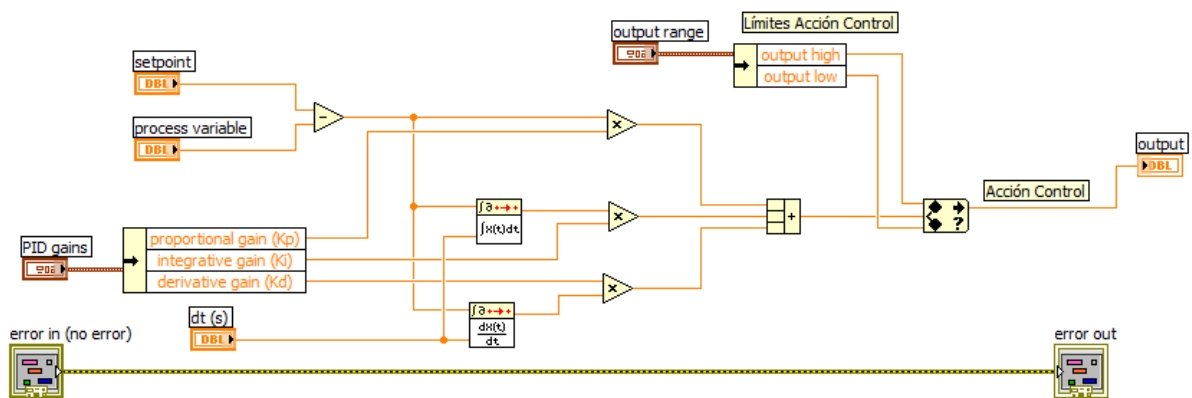 output range
Límites Acción Control
output high
output low
setpoint
DBL
process variable
DBL
output
DBL
Acción Control
?
∫x(t)dt
PID gains
proportional gain (Kp)
integrative gain (Ki)
derivative gain (Kd)
dt (s)
DBL
dx(t)
dt
error in (no error)
error out